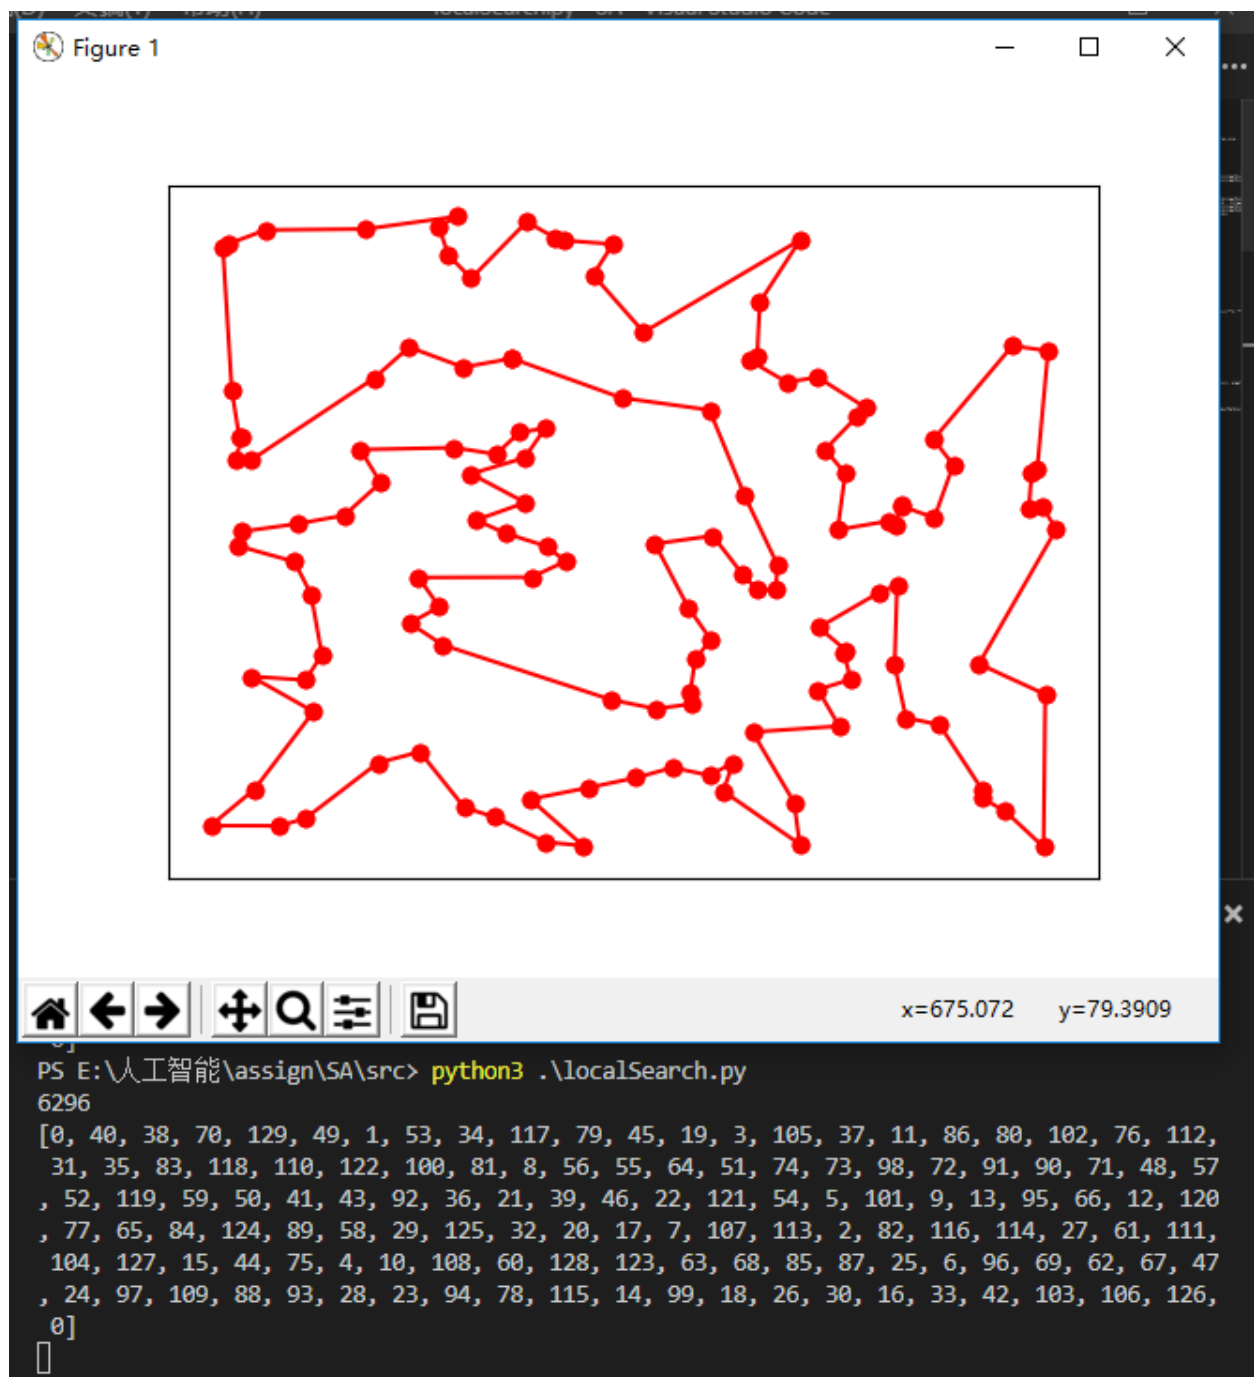 localSearch.py - SA - Visual Studio Code
Figure 1
x=675.072 y=79.3909
0]
PS E:\人工智能\assign\SA\src> python3 .\localSearch.py
6296
[0, 40, 38, 70, 129, 49, 1, 53, 34, 117, 79, 45, 19, 3, 105, 37, 11, 86, 80, 102, 76, 112,
31, 35, 83, 118, 110, 122, 100, 81, 8, 56, 55, 64, 51, 74, 73, 98, 72, 91, 90, 71, 48, 57
, 52, 119, 59, 50, 41, 43, 92, 36, 21, 39, 46, 22, 121, 54, 5, 101, 9, 13, 95, 66, 12, 120
, 77, 65, 84, 124, 89, 58, 29, 125, 32, 20, 17, 7, 107, 113, 2, 82, 116, 114, 27, 61, 111,
104, 127, 15, 44, 75, 4, 10, 108, 60, 128, 123, 63, 68, 85, 87, 25, 6, 96, 69, 62, 67, 47
, 24, 97, 109, 88, 93, 28, 23, 94, 78, 115, 14, 99, 18, 26, 30, 16, 33, 42, 103, 106, 126,
0]